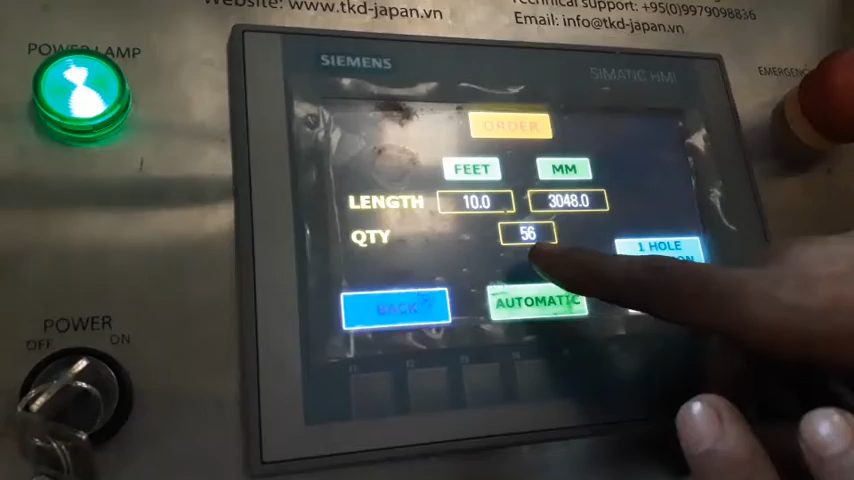 Website: www.tkd-japan.vn
Technical support: +95(0)9979098836
Email: info@tkd-japan.vn
POWER LAMP
SIEMENS
SIMATIC HMI
EMERGENC
ORDER
FEET MM
LENGTH 10.0 3048.0
QTY 56
1 HOLE
BACK AUTOMATIC
POWER
OFF ON